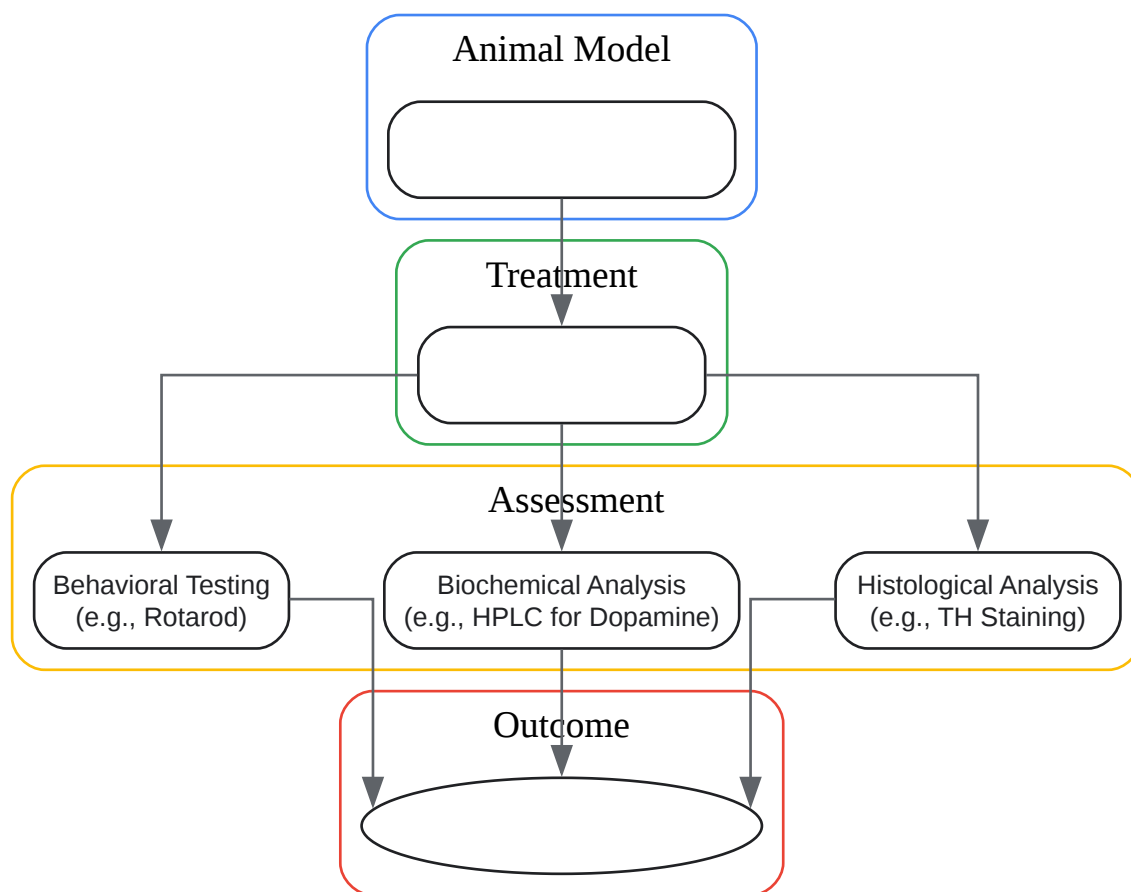 Animal Model
Treatment
Assessment
Behavioral Testing
(e.g., Rotarod)
Biochemical Analysis
(e.g., HPLC for Dopamine)
Histological Analysis
(e.g., TH Staining)
Outcome